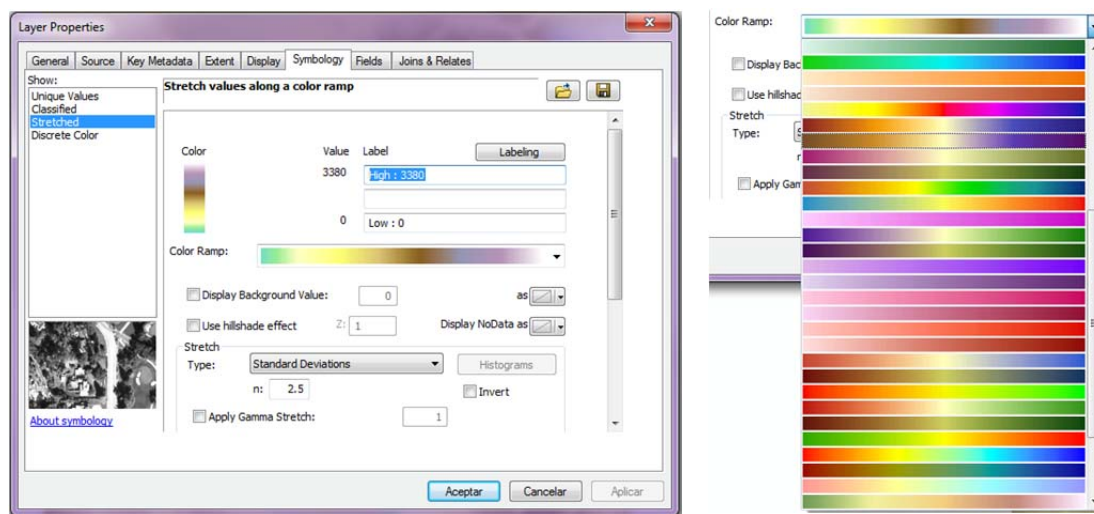 Layer Properties
General Source Key Metadata Extent Display Symbology Fields Joins & Relates
Show:
Unique Values
Classified
Stretched
Discrete Color
About symbology
Stretch values along a color ramp
Color Value Label Labeling
3380 High : 3380
0 Low : 0
Color Ramp:
Display Background Value: 0 as
Use hillshade effect Z: 1 Display NoData as
Stretch
Type: Standard Deviations Histograms
n: 2.5 Invert
Apply Gamma Stretch: 1
Aceptar Cancelar Aplicar
Color Ramp:
Display Bac
Use hillshad
Stretch
Type: S
Apply Gam